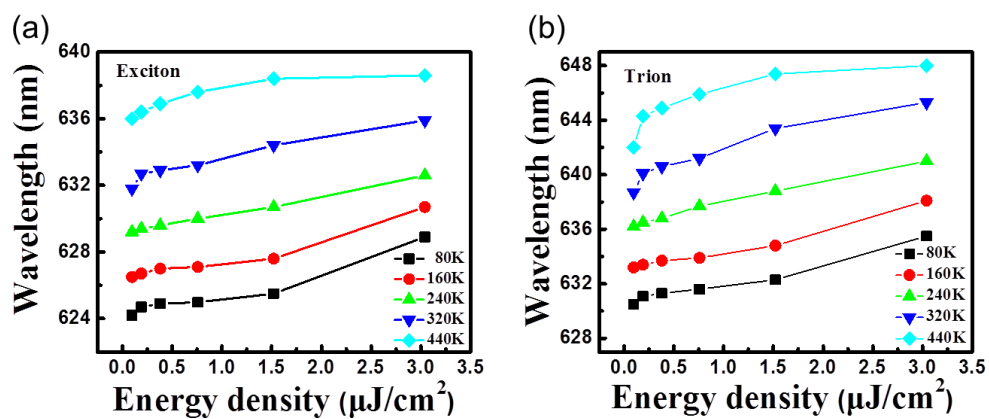 (a)
Exciton
Wavelength (nm)
640
636
632
628
624
80K
160K
240K
320K
440K
0.0 0.5 1.0 1.5 2.0 2.5 3.0 3.5
Energy density (μJ/cm²)
(b)
Trion
Wavelength (nm)
648
644
640
636
632
628
80K
160K
240K
320K
440K
0.0 0.5 1.0 1.5 2.0 2.5 3.0 3.5
Energy density (μJ/cm²)